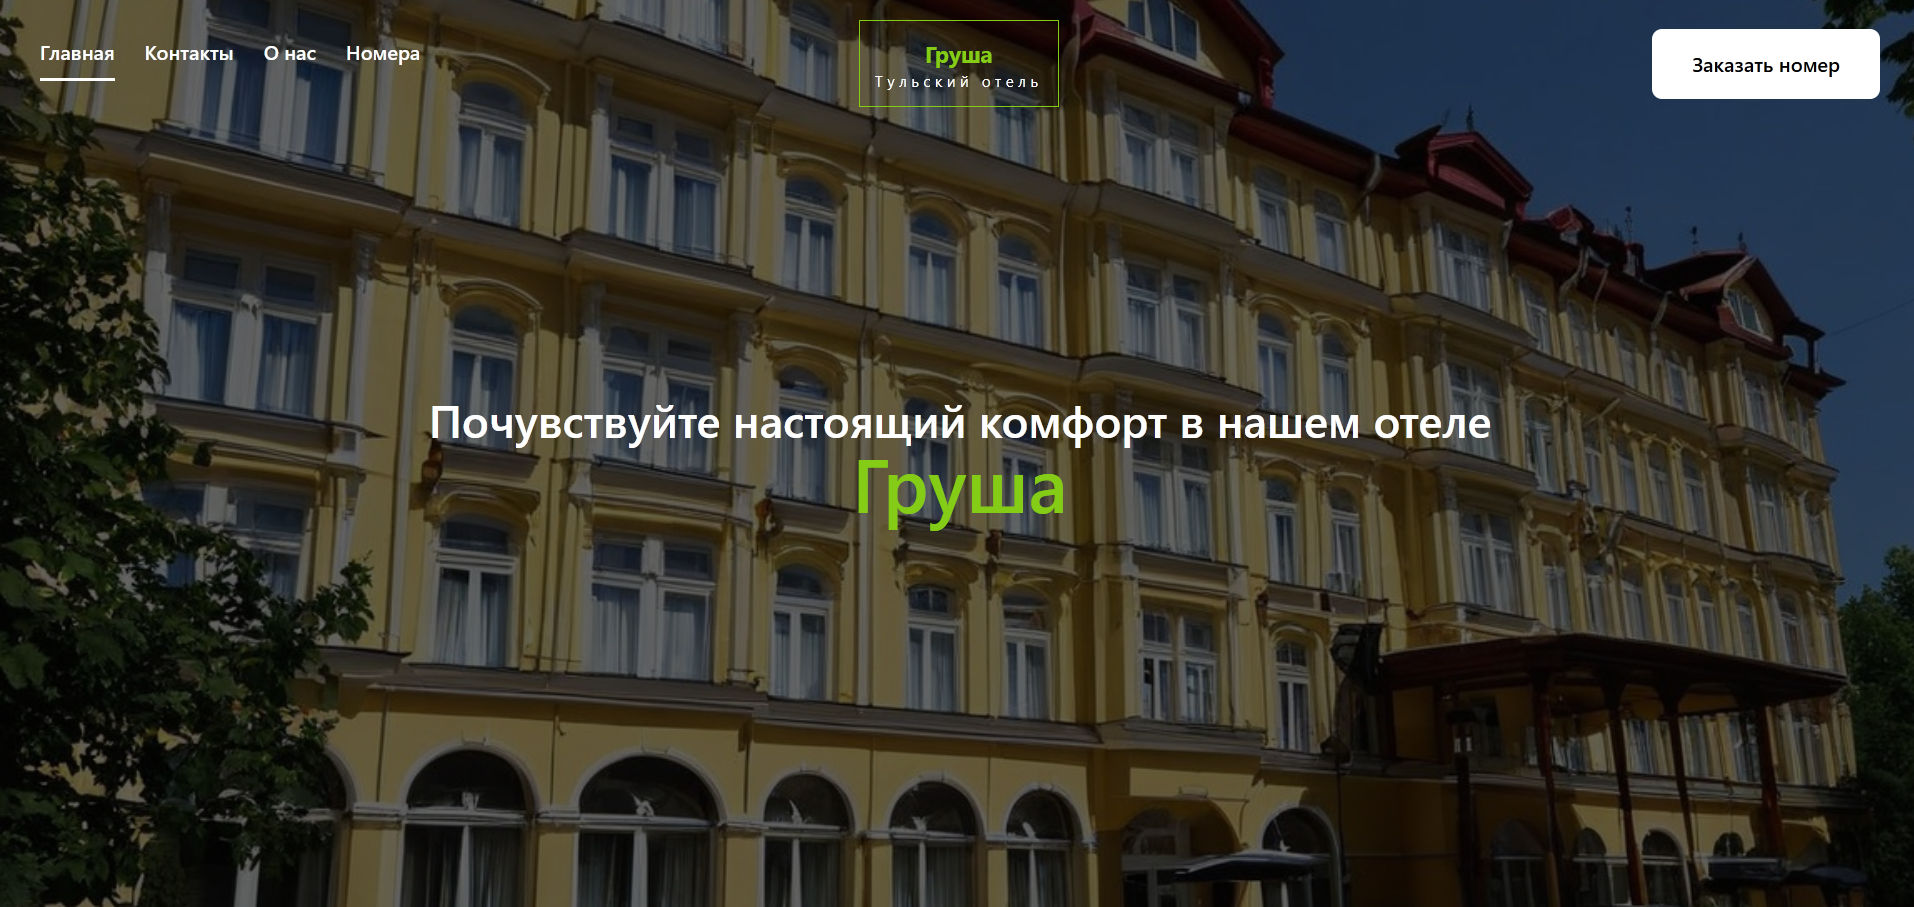 Главная Контакты О нас Номера
Груша
Тульский отель
Заказать номер
Почувствуйте настоящий комфорт в нашем отеле
Груша